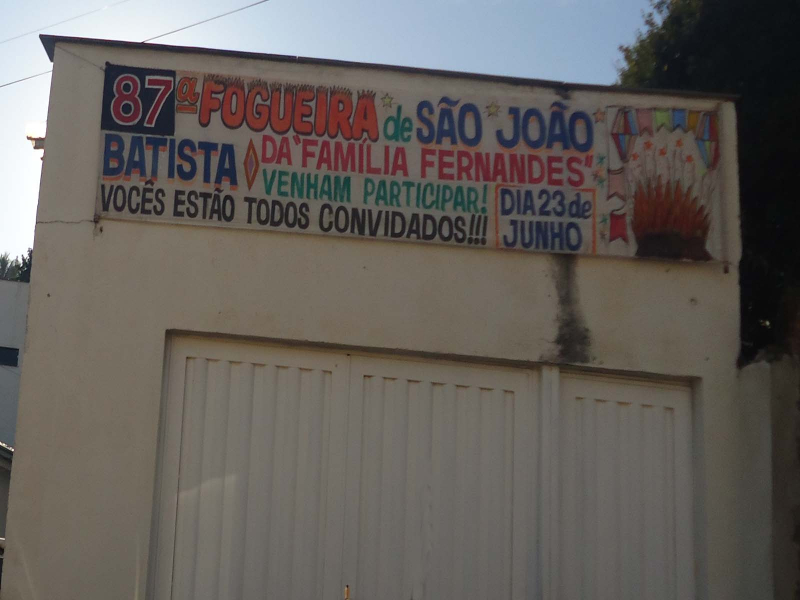 87ª FOGUEIRA de SÃO JOÃO
BATISTA DA "FAMÍLIA FERNANDES"
VENHAM PARTICIPAR!
VOCÊS ESTÃO TODOS CONVIDADOS!!!
DIA 23 de
JUNHO